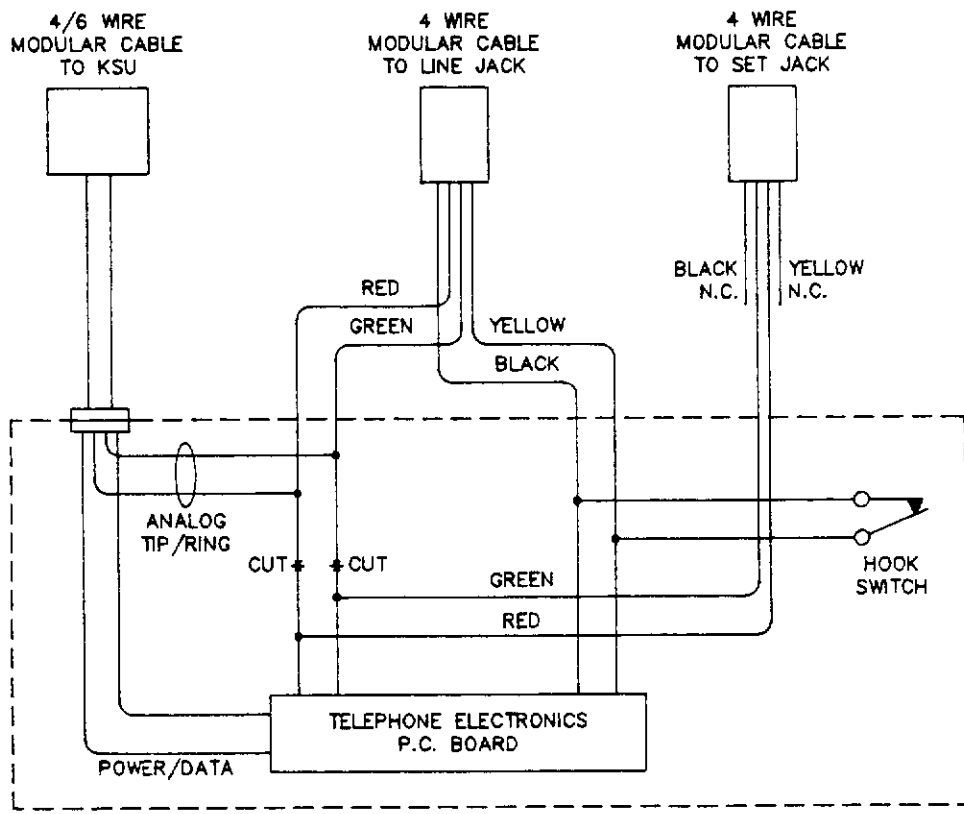 4/6 WIRE
MODULAR CABLE
TO KSU
4 WIRE
MODULAR CABLE
TO LINE JACK
4 WIRE
MODULAR CABLE
TO SET JACK
BLACK
N.C.
YELLOW
N.C.
RED
GREEN
YELLOW
BLACK
ANALOG
TIP/RING
CUT
CUT
HOOK
SWITCH
GREEN
RED
TELEPHONE ELECTRONICS
P.C. BOARD
POWER/DATA